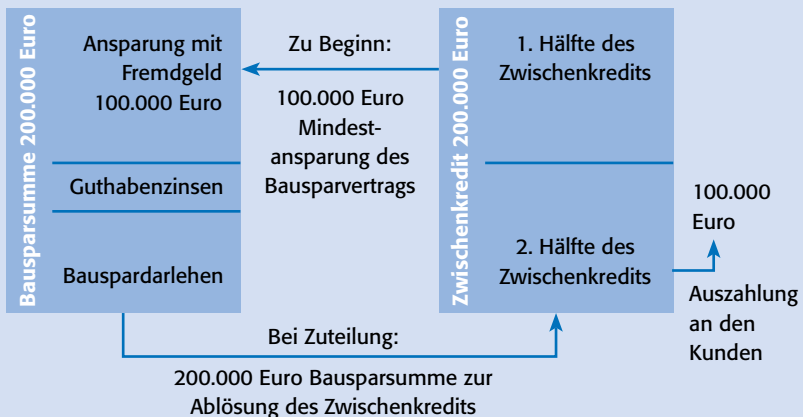 Bausparsumme 200.000 Euro
Ansparung mit
Fremdgeld
100.000 Euro
Guthabenzinsen
Bauspardarlehen
Zu Beginn:
100.000 Euro
Mindest-
ansparung des
Bausparvertrags
Zwischenkredit 200.000 Euro
1. Hälfte des
Zwischenkredits
2. Hälfte des
Zwischenkredits
100.000
Euro
Auszahlung
an den
Kunden
Bei Zuteilung:
200.000 Euro Bausparsumme zur
Ablösung des Zwischenkredits